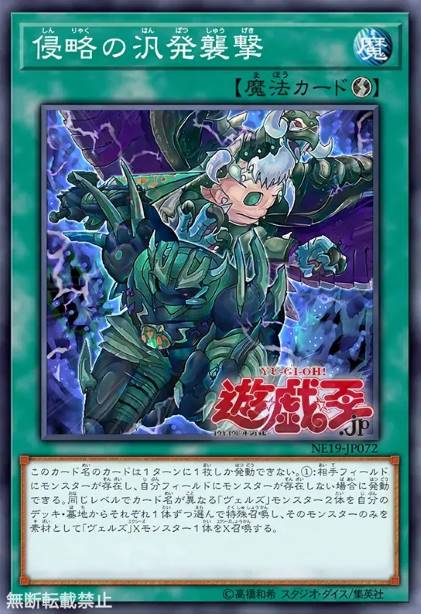 侵略の汎発襲撃
魔
【魔法カード】
YU-GI-OH!
遊戯王
.jp
NE19-JP072
このカード名のカードは１ターンに１枚しか発動できない。①:相手フィールド
にモンスターが存在し、自分フィールドにモンスターが存在しない場合に発動
できる。同じレベルでカード名が異なる「ヴェルズ」モンスター２体を自分の
デッキ・墓地からそれぞれ１体ずつ選んで特殊召喚し、そのモンスターのみを
素材として「ヴェルズ」Xモンスター１体をX召喚する。
©高橋和希 スタジオ・ダイス/集英社
無断転載禁止